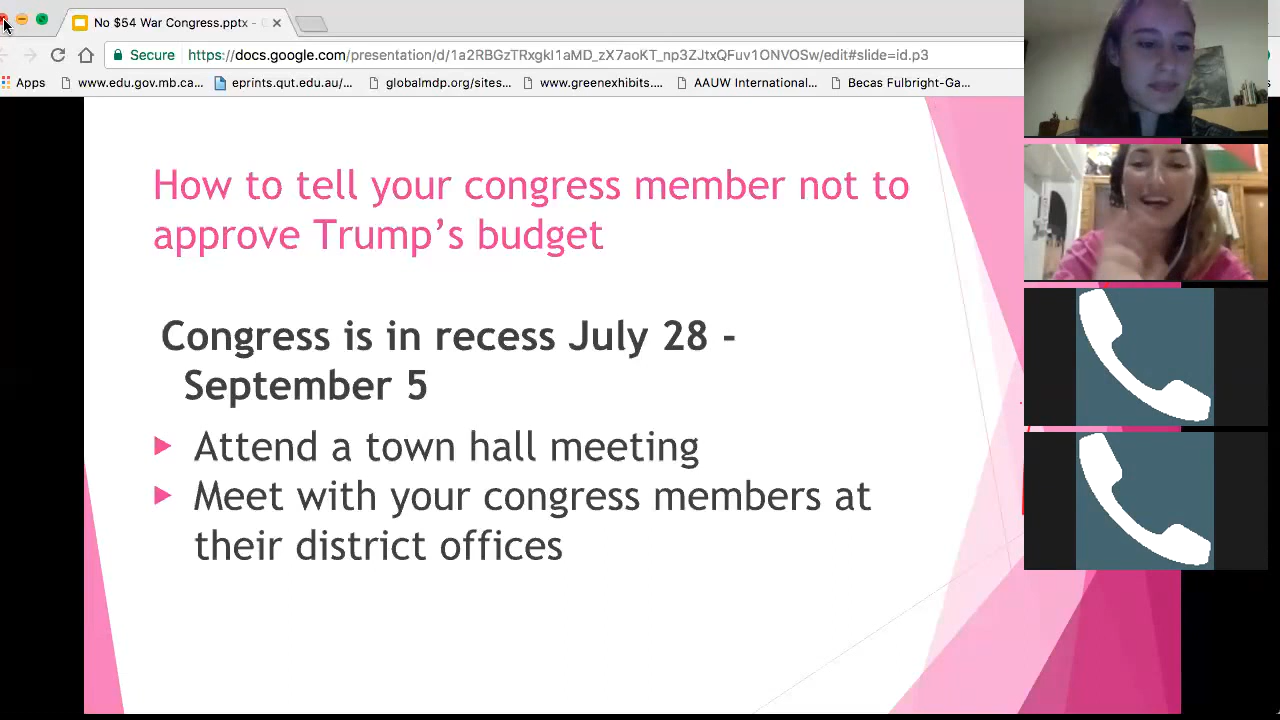 No $54 War Congress.pptx -
Secure https://docs.google.com/presentation/d/1a2RBGzTRxgkI1aMD_zX7aoKT_np3ZJtxQFuv1ONVOSw/edit#slide=id.p3
Apps www.edu.gov.mb.ca... eprints.qut.edu.au/... globalmdp.org/sites... www.greenexhibits.... AAUW International... Becas Fulbright-Ga...
How to tell your congress member not to
approve Trump’s budget
Congress is in recess July 28 -
September 5
Attend a town hall meeting
Meet with your congress members at
their district offices